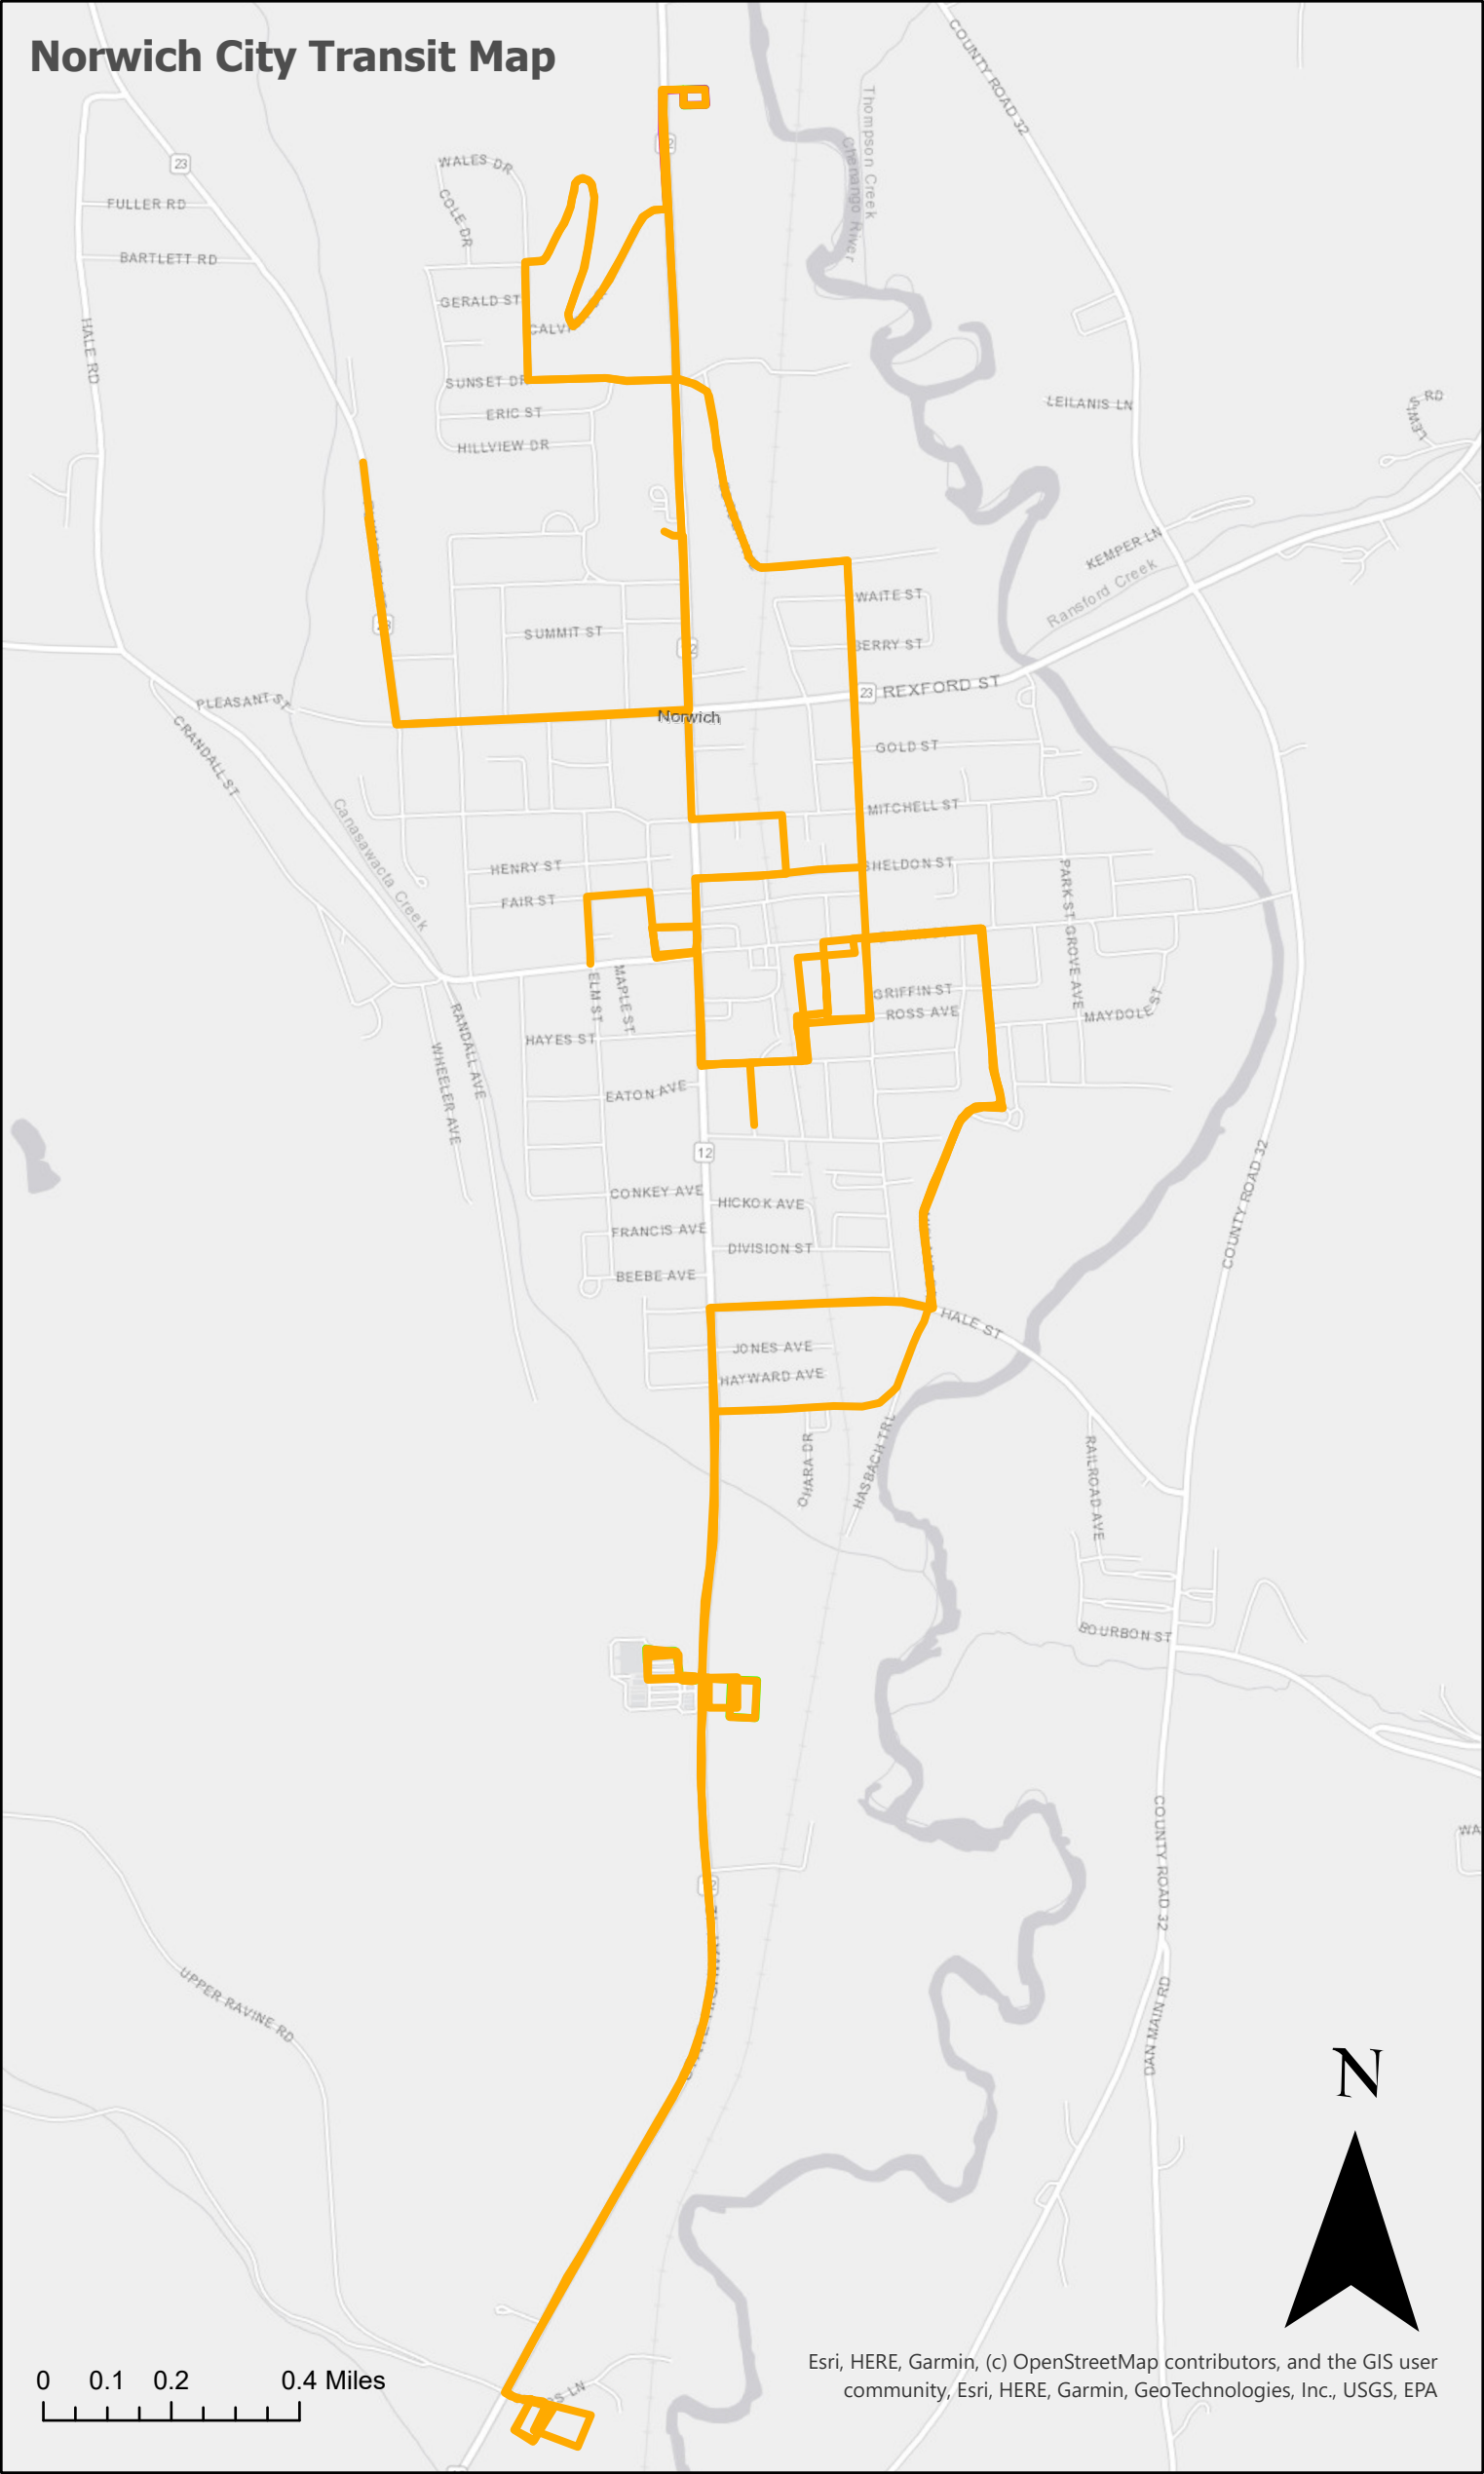 Norwich City Transit Map
COUNTY ROAD 32
Thompson Creek
Chenango River
23
WALES DR
COLE DR
FULLER RD
BARTLETT RD
HALE RD
GERALD ST
SUNSET DR
ERIC ST
HILLVIEW DR
LEILANIS LN
LEWIS RD
KEMPER LN
Ransford Creek
WAITE ST
SUMMIT ST
BERRY ST
23 REXFORD ST
PLEASANT ST
Norwich
CRANDALL ST
GOLD ST
MITCHELL ST
Canasawacta Creek
HENRY ST
SHELDON ST
FAIR ST
PARK ST
GROVE AVE
ELM ST
MAPLE ST
GRIFFIN ST
ROSS AVE
MAYDOLE ST
RANDALL AVE
WHEELER AVE
HAYES ST
EATON AVE
12
CONKEY AVE
HICKOK AVE
FRANCIS AVE
DIVISION ST
BEEBE AVE
COUNTY ROAD 32
HALE ST
JONES AVE
HAYWARD AVE
OHARA DR
HASBACH TRL
RAILROAD AVE
BOURBON ST
COUNTY ROAD 32
UPPER RAVINE RD
DAN MAIN RD
N
0 0.1 0.2 0.4 Miles
Esri, HERE, Garmin, (c) OpenStreetMap contributors, and the GIS user
community, Esri, HERE, Garmin, GeoTechnologies, Inc., USGS, EPA